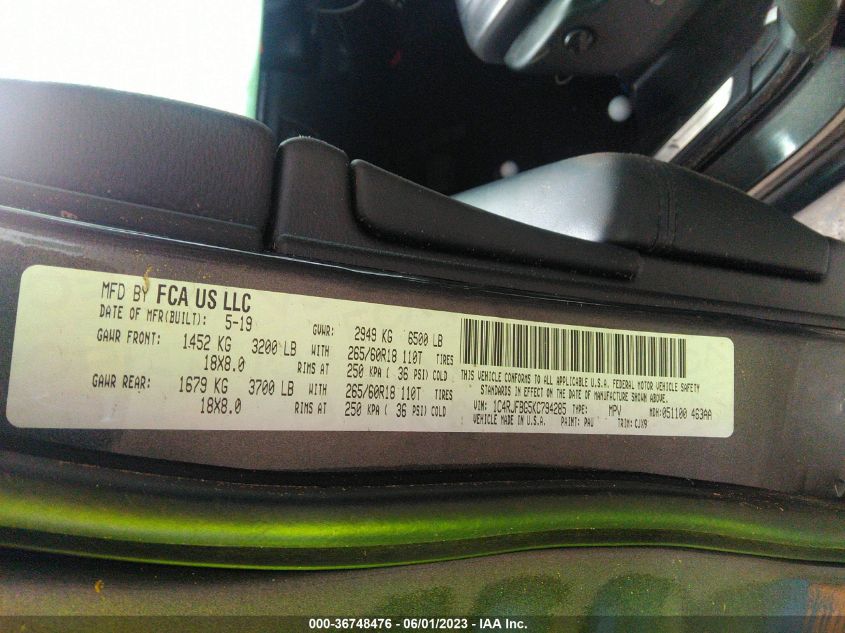 MFD BY FCA US LLC
DATE OF MFR(BUILT): 5-19 GVWR: 2949 KG 6500 LB
GAWR FRONT: 1452 KG 3200 LB WITH 265/60R18 110T TIRES
18X8.0 RIMS AT 250 KPA ( 36 PSI) COLD
GAWR REAR: 1679 KG 3700 LB WITH 265/60R18 110T TIRES
18X8.0 RIMS AT 250 KPA ( 36 PSI) COLD
THIS VEHICLE CONFORMS TO ALL APPLICABLE U.S.A. FEDERAL MOTOR VEHICLE SAFETY
STANDARDS IN EFFECT ON THE DATE OF MANUFACTURE SHOWN ABOVE.
VIN: 1C4RJFBG5KC794285 TYPE: MPV MDH:051100 463AA
VEHICLE MADE IN U.S.A. PAINT: PAU TRIM: CJX9
000-36748476 - 06/01/2023 - IAA Inc.